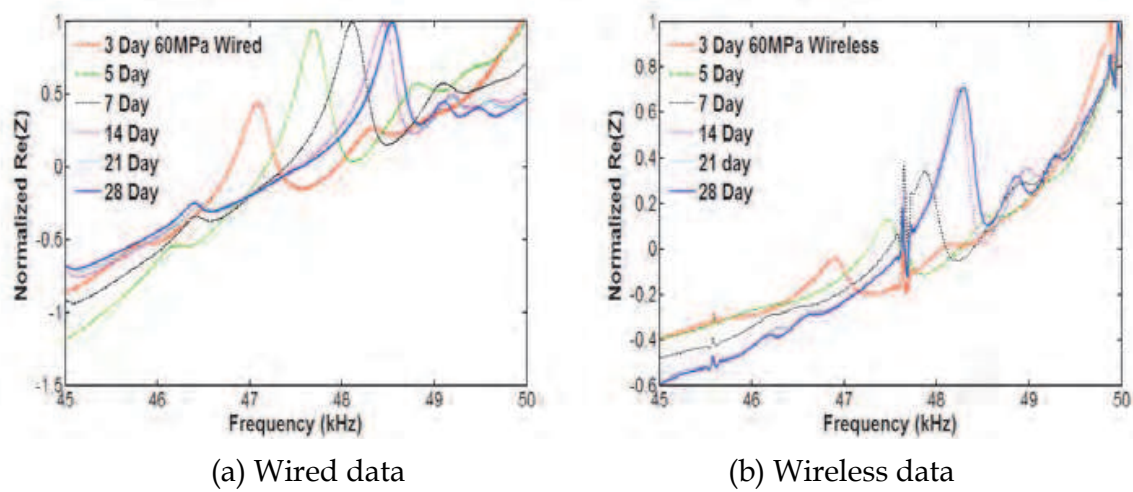 1
0.5
0
-0.5
-1
-1.5
Normalized Re(Z)
3 Day 60MPa Wired
5 Day
7 Day
14 Day
21 Day
28 Day
45 46 47 48 49 50
Frequency (kHz)
(a) Wired data
1
0.8
0.6
0.4
0.2
0
-0.2
-0.4
-0.6
Normalized Re(Z)
3 Day 60MPa Wireless
5 Day
7 Day
14 Day
21 day
28 Day
45 46 47 48 49 50
Frequency (kHz)
(b) Wireless data